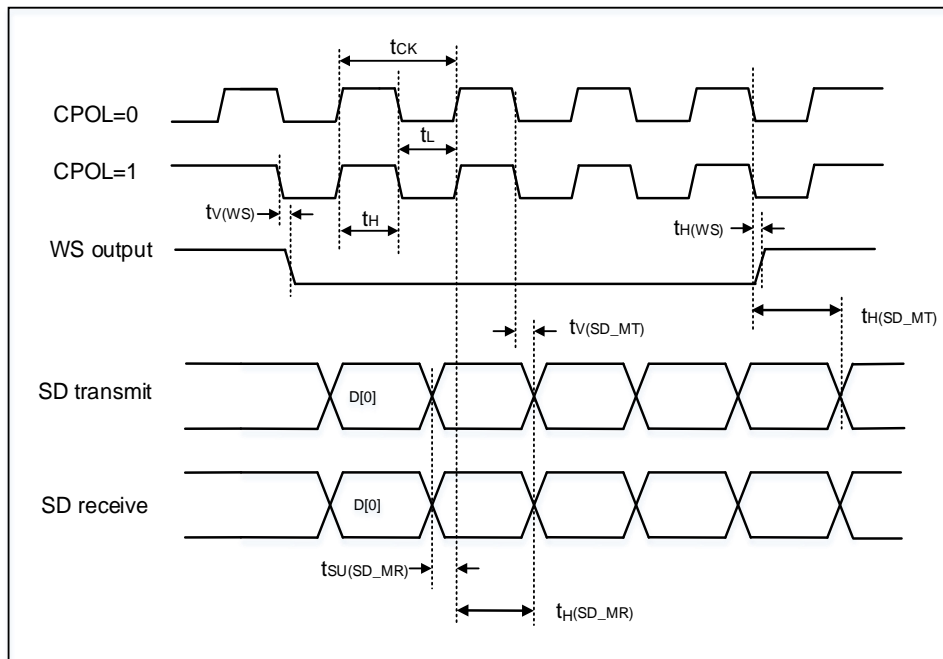 tCK
CPOL=0
tL
CPOL=1
tV(WS)
tH
tH(WS)
WS output
tH(SD_MT)
tV(SD_MT)
SD transmit
D[0]
SD receive
D[0]
tSU(SD_MR)
tH(SD_MR)